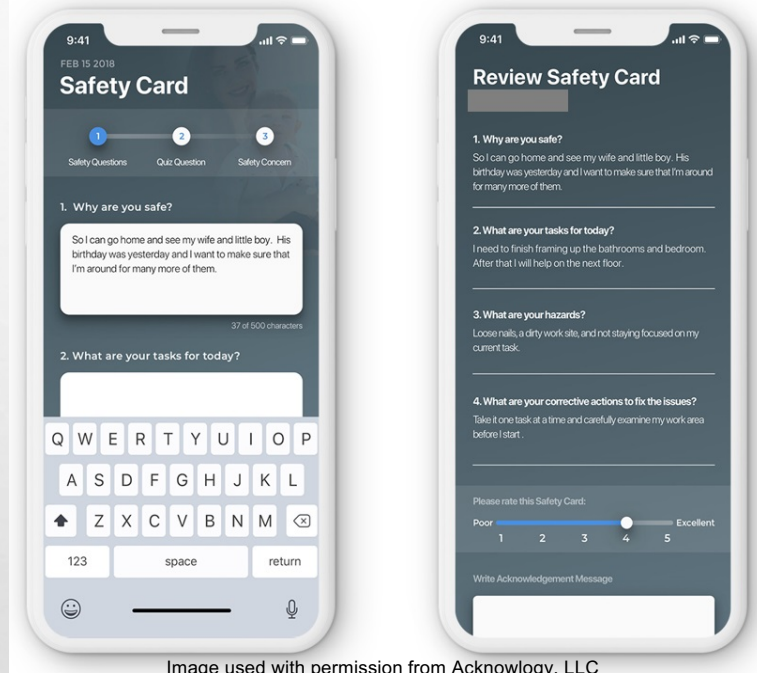 9:41
FEB 15 2018
Safety Card
1
2
3
Safety Questions
Quiz Question
Safety Concern
1. Why are you safe?
So I can go home and see my wife and little boy. His
birthday was yesterday and I want to make sure that
I'm around for many more of them.
37 of 500 characters
2. What are your tasks for today?
Q W E R T Y U I O P
A S D F G H J K L
Z X C V B N M
123
space
return
9:41
Review Safety Card
1. Why are you safe?
So I can go home and see my wife and little boy. His
birthday was yesterday and I want to make sure that I'm around
for many more of them.
2. What are your tasks for today?
I need to finish framing up the bathrooms and bedroom.
After that I will help on the next floor.
3. What are your hazards?
Loose nails, a dirty work site, and not staying focused on my
current task.
4. What are your corrective actions to fix the issues?
Take it one task at a time and carefully examine my work area
before I start .
Please rate this Safety Card:
Poor
Excellent
1 2 3 4 5
Write Acknowledgement Message
Image used with permission from Acknowlogy, LLC